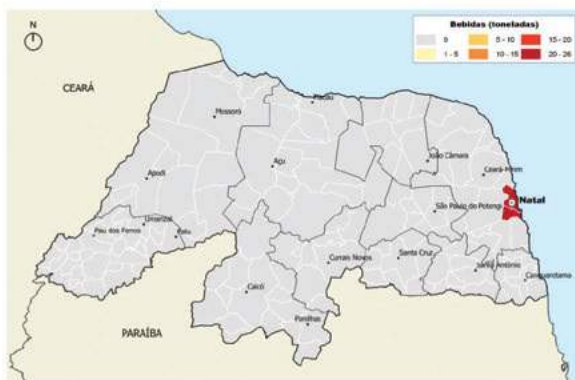 Bebidas (toneladas)
0 5 - 10 15 - 20
1 - 5 10 - 15 20 - 26
N
CEARÁ
Mossoró
Macau
João Câmara
Ceará-Mirim
Apodi
Açu
Natal
São Paulo do Potengi
Umarizal
Pau dos Ferros
Patu
Currais Novos
Santa Cruz
Santo Antônio
Canguaretama
Caicó
Parelhas
PARAÍBA